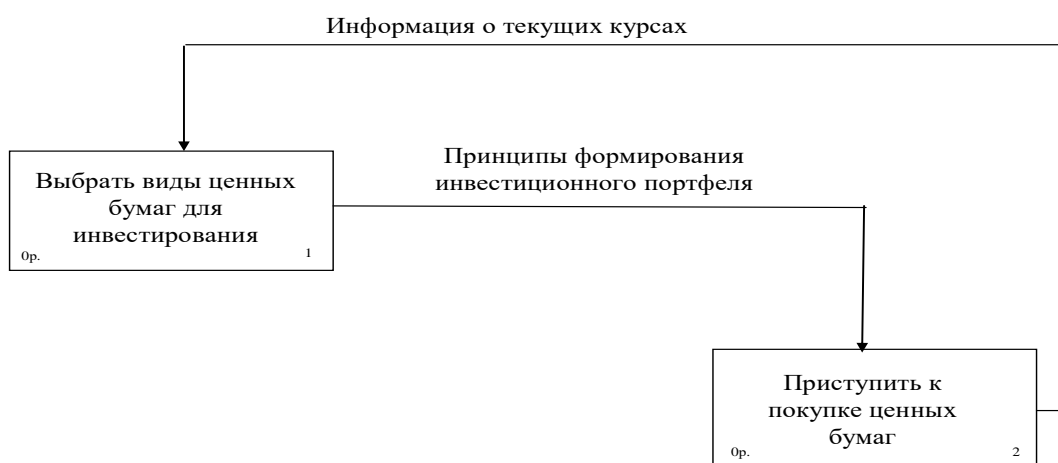 Информация о текущих курсах
Принципы формирования
инвестиционного портфеля
Выбрать виды ценных
бумаг для
инвестирования
0р. 1
Приступить к
покупке ценных
бумаг
0р. 2